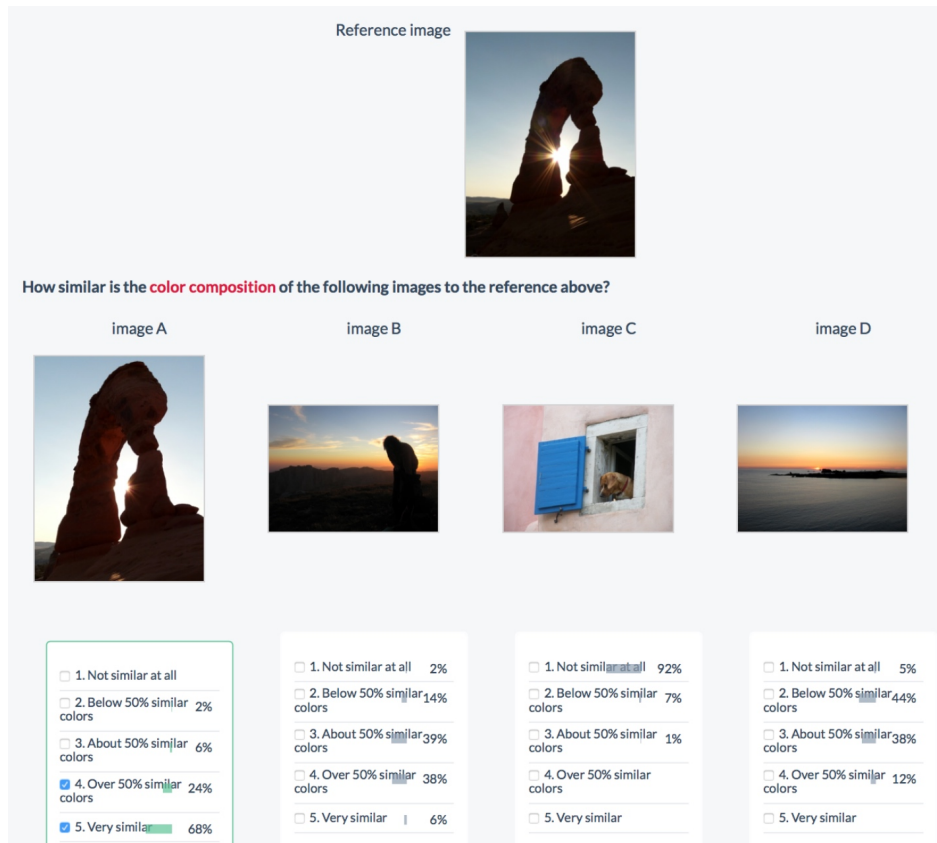 Reference image
How similar is the color composition of the following images to the reference above?
image A
image B
image C
image D
1. Not similar at all
2. Below 50% similar 2%
colors
3. About 50% similar 6%
colors
4. Over 50% similar 24%
colors
5. Very similar 68%
1. Not similar at all 2%
2. Below 50% similar 14%
colors
3. About 50% similar 39%
colors
4. Over 50% similar 38%
colors
5. Very similar 6%
1. Not similar at all 92%
2. Below 50% similar 7%
colors
3. About 50% similar 1%
colors
4. Over 50% similar
colors
5. Very similar
1. Not similar at all 5%
2. Below 50% similar 44%
colors
3. About 50% similar 38%
colors
4. Over 50% similar 12%
colors
5. Very similar